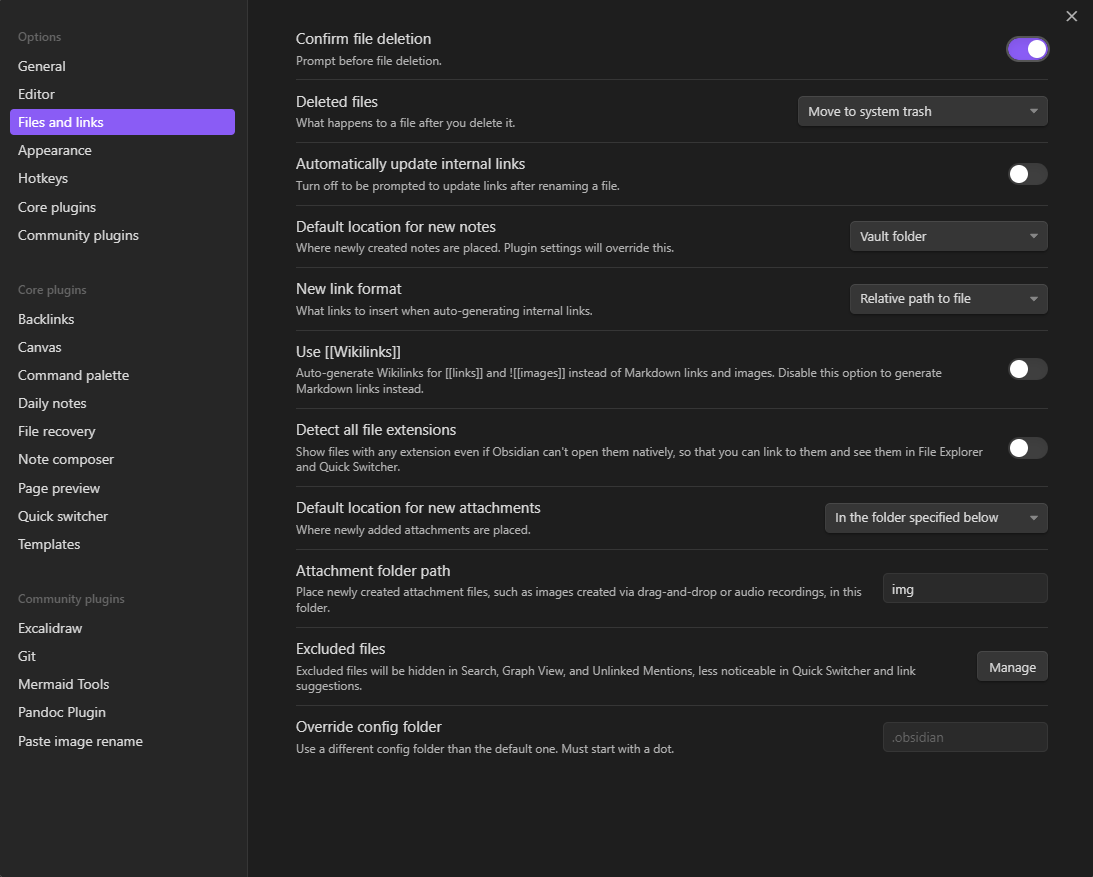 Options
General
Editor
Files and links
Appearance
Hotkeys
Core plugins
Community plugins
Core plugins
Backlinks
Canvas
Command palette
Daily notes
File recovery
Note composer
Page preview
Quick switcher
Templates
Community plugins
Excalidraw
Git
Mermaid Tools
Pandoc Plugin
Paste image rename
Confirm file deletion
Prompt before file deletion.
Deleted files
What happens to a file after you delete it.
Move to system trash
Automatically update internal links
Turn off to be prompted to update links after renaming a file.
Default location for new notes
Where newly created notes are placed. Plugin settings will override this.
Vault folder
New link format
What links to insert when auto-generating internal links.
Relative path to file
Use [[Wikilinks]]
Auto-generate Wikilinks for [[links]] and ![[images]] instead of Markdown links and images. Disable this option to generate
Markdown links instead.
Detect all file extensions
Show files with any extension even if Obsidian can't open them natively, so that you can link to them and see them in File Explorer
and Quick Switcher.
Default location for new attachments
Where newly added attachments are placed.
In the folder specified below
Attachment folder path
Place newly created attachment files, such as images created via drag-and-drop or audio recordings, in this
folder.
img
Excluded files
Excluded files will be hidden in Search, Graph View, and Unlinked Mentions, less noticeable in Quick Switcher and link
suggestions.
Manage
Override config folder
Use a different config folder than the default one. Must start with a dot.
.obsidian